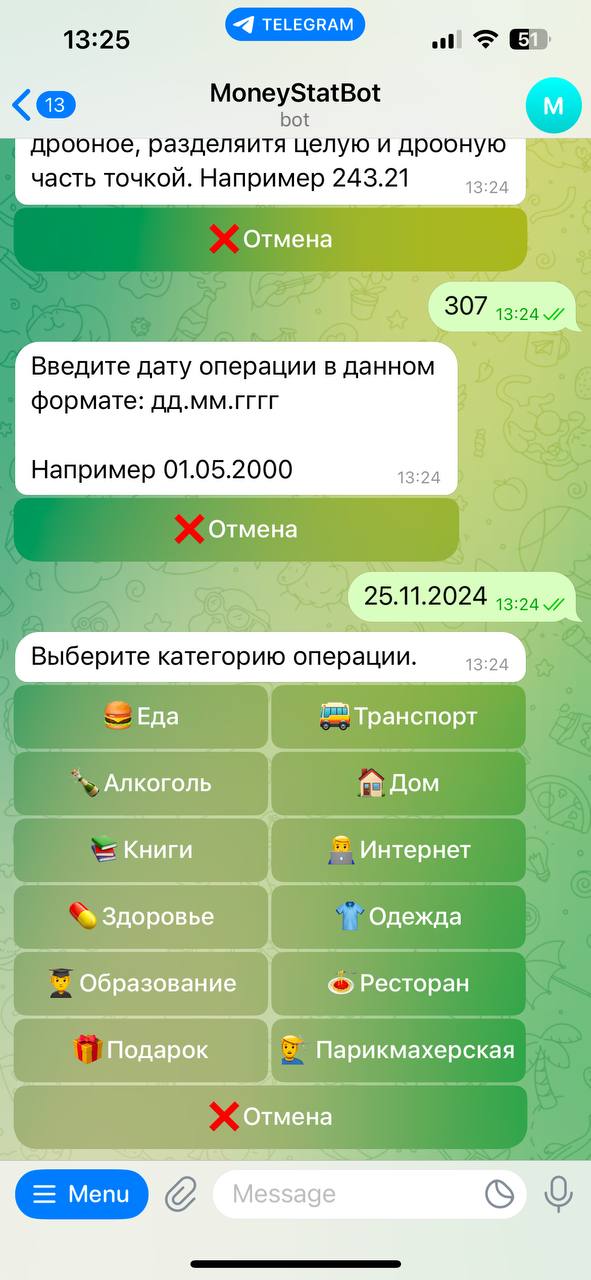 13:25
TELEGRAM
51
13
MoneyStatBot
bot
M
дробное, разделяйтя целую и дробную
часть точкой. Например 243.21
13:24
❌Отмена
307 13:24
Введите дату операции в данном
формате: дд.мм.гггг
Например 01.05.2000
13:24
❌Отмена
25.11.2024 13:24
Выберите категорию операции.
13:24
🍔Еда
🚌Транспорт
🍾Алкоголь
🏠Дом
📚Книги
👨‍💻Интернет
💊Здоровье
👕Одежда
👨‍🎓Образование
🍝Ресторан
🎁Подарок
💇‍♂️ Парикмахерская
❌Отмена
Menu
Message